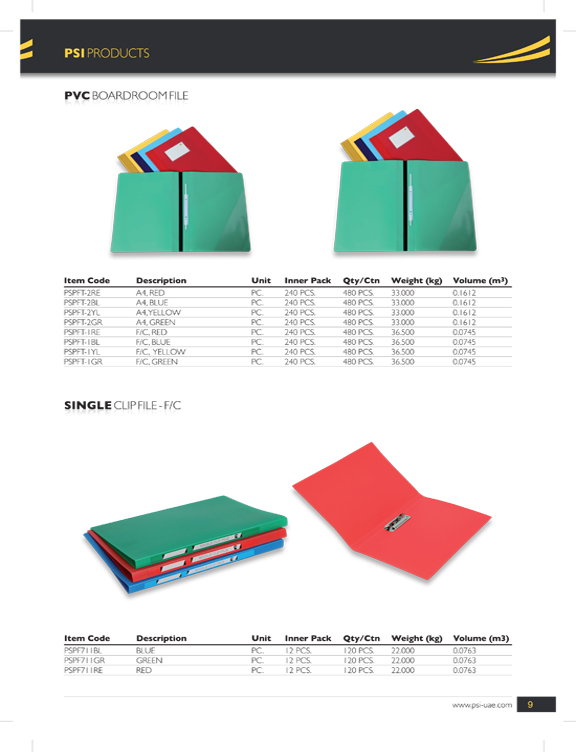 PSI PRODUCTS
PVC BOARDROOM FILE
Item Code Description Unit Inner Pack Qty/Ctn Weight (kg) Volume (m³)
PSPFT-2RE A4, RED PC. 240 PCS. 480 PCS. 33.000 0.1612
PSPFT-2BL A4, BLUE PC. 240 PCS. 480 PCS. 33.000 0.1612
PSPFT-2YL A4,YELLOW PC. 240 PCS. 480 PCS. 33.000 0.1612
PSPFT-2GR A4, GREEN PC. 240 PCS. 480 PCS. 33.000 0.1612
PSPFT-1RE F/C, RED PC. 240 PCS. 480 PCS. 36.500 0.0745
PSPFT-1BL F/C, BLUE PC. 240 PCS. 480 PCS. 36.500 0.0745
PSPFT-1YL F/C, YELLOW PC. 240 PCS. 480 PCS. 36.500 0.0745
PSPFT-1GR F/C, GREEN PC. 240 PCS. 480 PCS. 36.500 0.0745
SINGLE CLIP FILE - F/C
Item Code Description Unit Inner Pack Qty/Ctn Weight (kg) Volume (m3)
PSPF711BL BLUE PC. 12 PCS. 120 PCS. 22.000 0.0763
PSPF711GR GREEN PC. 12 PCS. 120 PCS. 22.000 0.0763
PSPF711RE RED PC. 12 PCS. 120 PCS. 22.000 0.0763
www.psi-uae.com 9